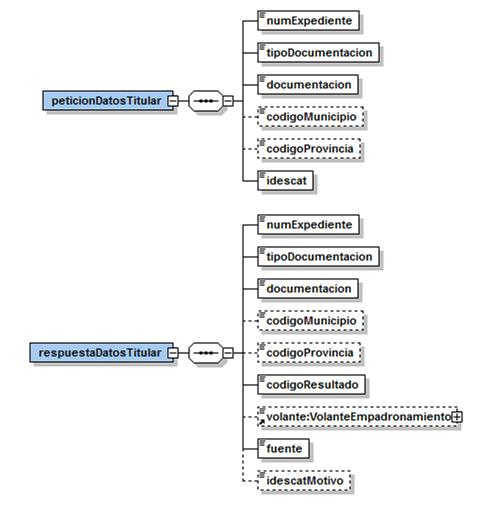 numExpediente
tipoDocumentacion
peticionDatosTitular
documentacion
codigoMunicipio
codigoProvincia
idescat
numExpediente
tipoDocumentacion
documentacion
codigoMunicipio
respuestaDatosTitular
codigoProvincia
codigoResultado
volante:VolanteEmpadronamiento
fuente
idescatMotivo